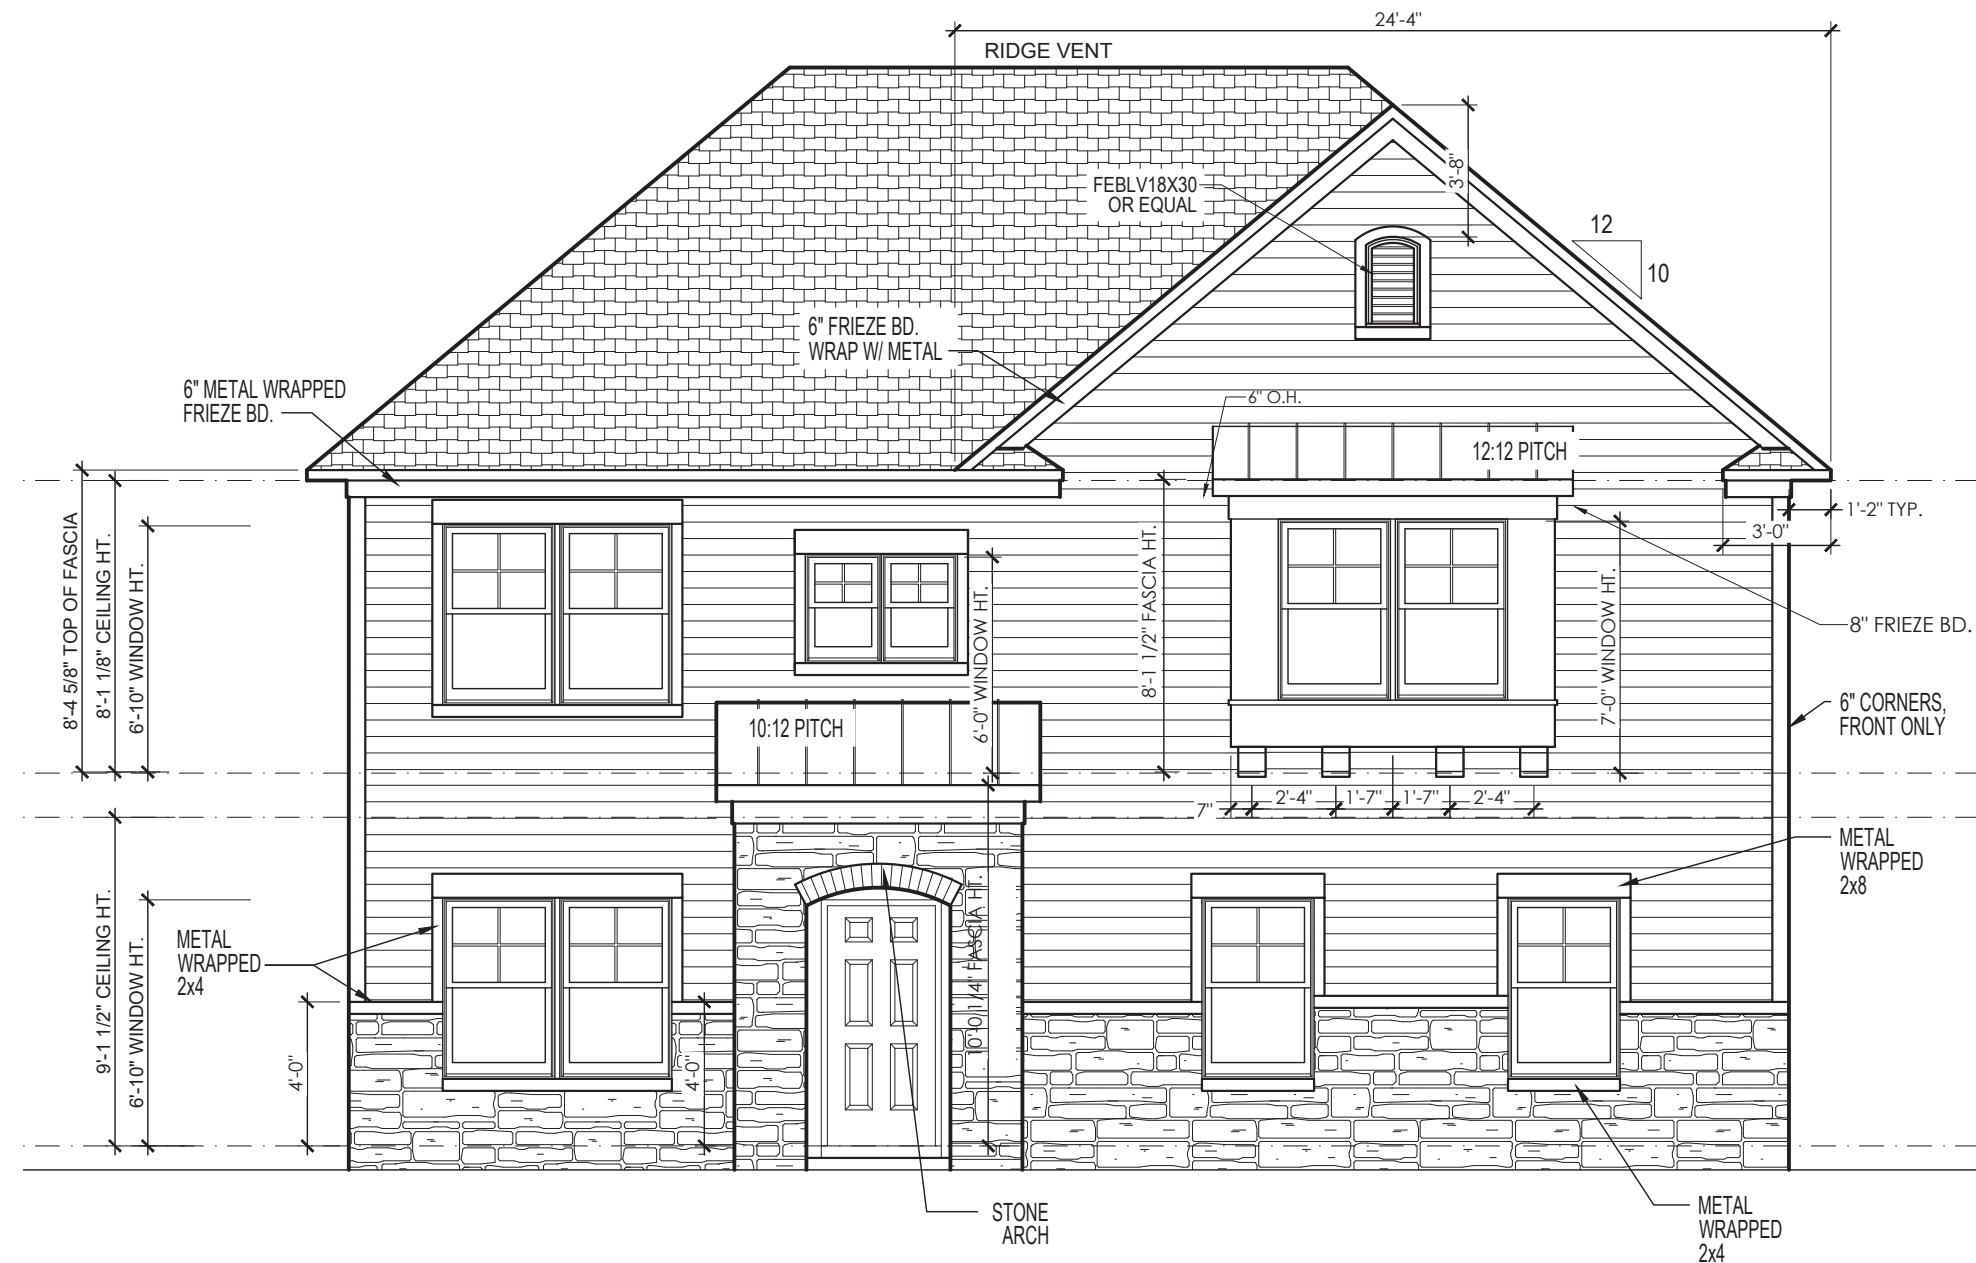 24'-4"
RIDGE VENT
3'-8"
FEBLV18X30
OR EQUAL
12
10
6" FRIEZE BD.
WRAP W/ METAL
6" METAL WRAPPED
FRIEZE BD.
6" O.H.
12:12 PITCH
1'-2" TYP.
3'-0"
8'-4 5/8" TOP OF FASCIA
8'-1 1/8" CEILING HT.
6'-10" WINDOW HT.
6'-0" WINDOW HT.
8'-1 1/2" FASCIA HT.
7'-0" WINDOW HT.
8" FRIEZE BD.
6" CORNERS,
FRONT ONLY
10:12 PITCH
7"
2'-4"
1'-7"
1'-7"
2'-4"
METAL
WRAPPED
2x8
9'-1 1/2" CEILING HT.
6'-10" WINDOW HT.
METAL
WRAPPED
2x4
4'-0"
4'-0"
10'-0 1/4" FASCIA HT.
STONE
ARCH
METAL
WRAPPED
2x4